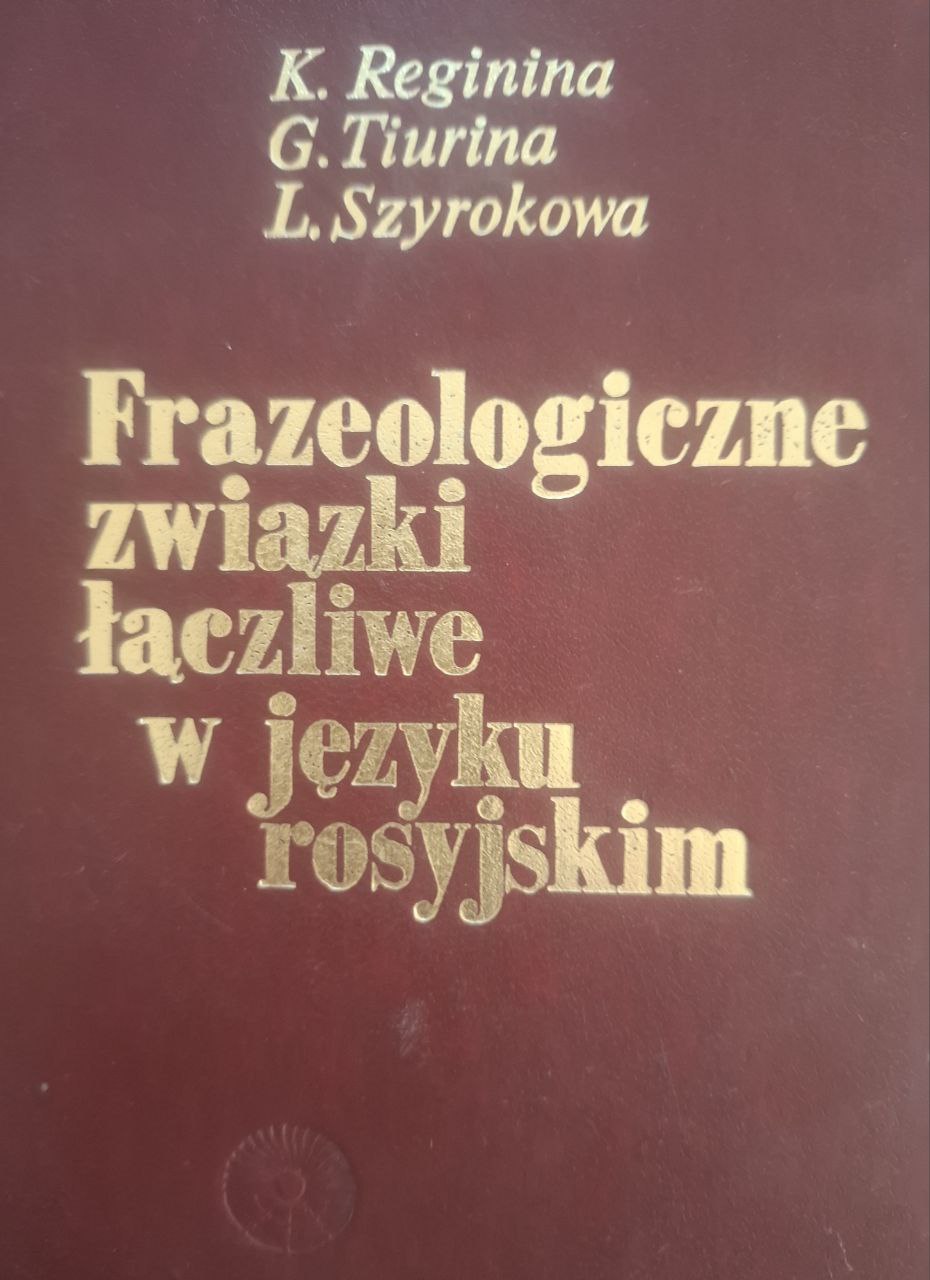 K. Reginina
G. Tiurina
L. Szyrokowa
Frazeologiczne
związki
łączliwe
w języku
rosyjskim